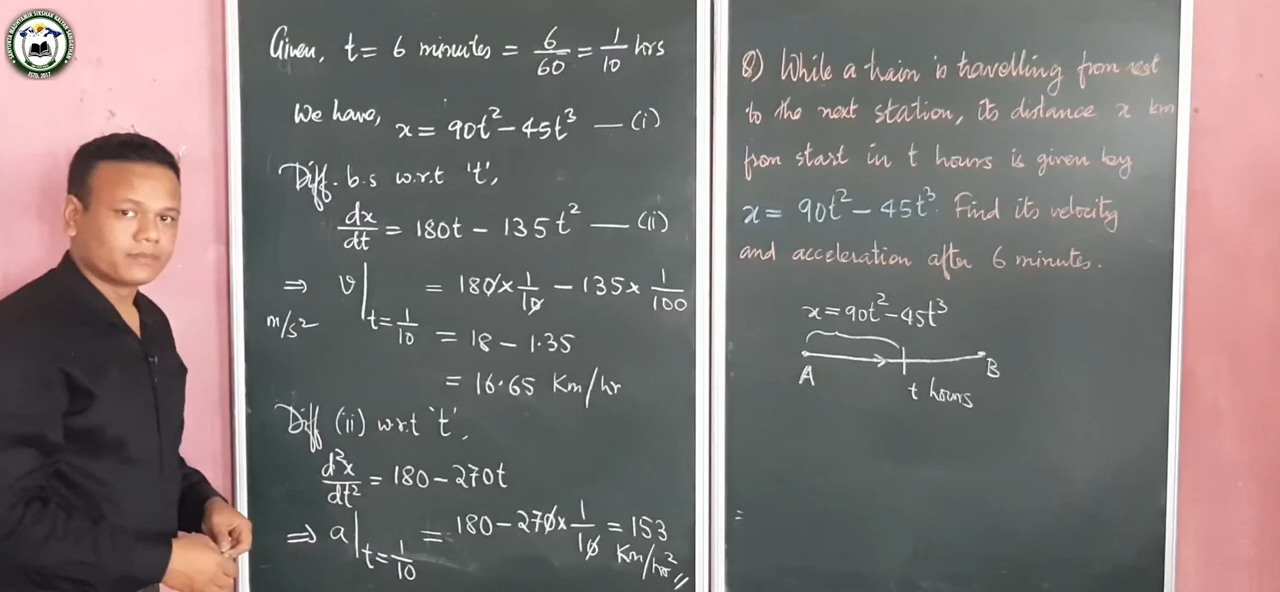 Given, t = 6 minutes = 6/60 = 1/10 hrs
We have, x = 90t² – 45t³ — (i)
Diff. b.s w.r.t 't',
dx/dt = 180t – 135t² — (ii)
⇒ v|t=1/10 = 180 × 1/10 – 135 × 1/100
m/s²
= 18 – 1.35
= 16.65 Km/hr
Diff (ii) w.r.t 't',
d²x/dt² = 180 – 270t
⇒ a|t=1/10 = 180 – 270 × 1/10 = 153
Km/hr²
Q) While a train is travelling from rest
to the next station, its distance x km
from start in t hours is given by
x = 90t² – 45t³. Find its velocity
and acceleration after 6 minutes.
x = 90t² – 45t³
A B
t hours
=
ESTD. 2017